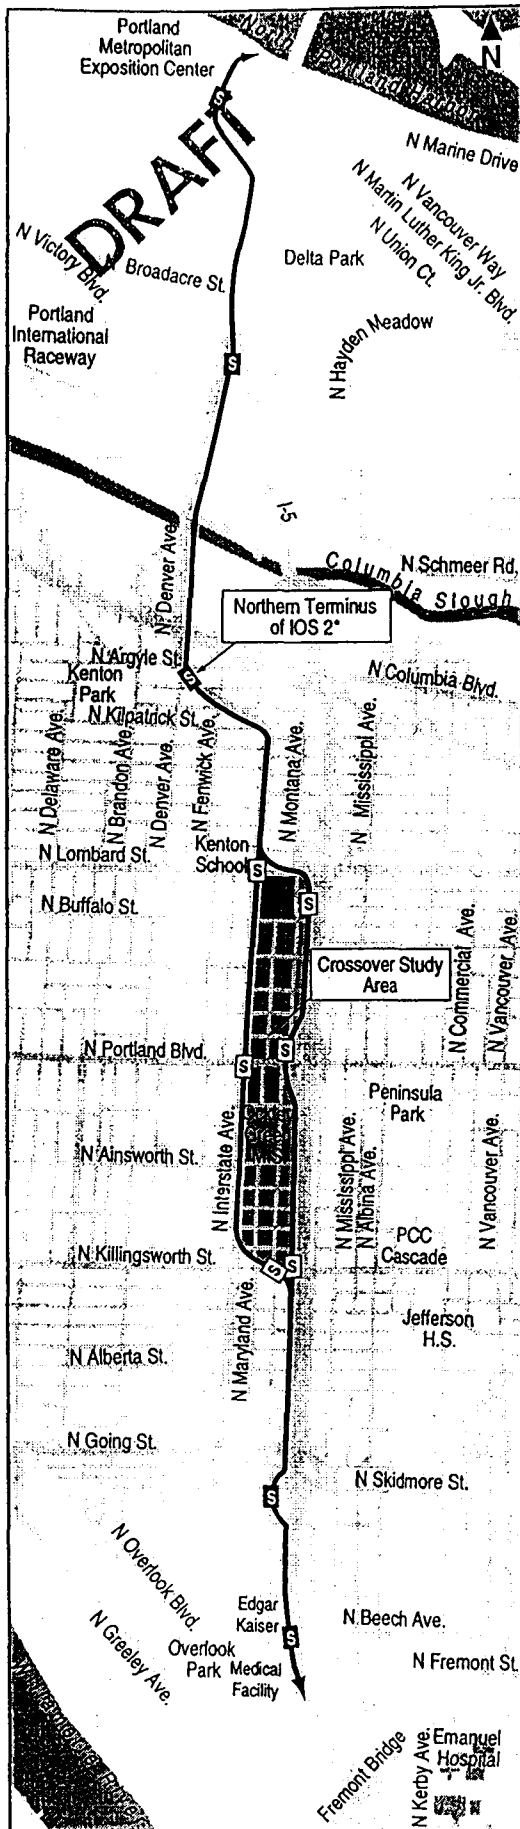 Portland
Metropolitan
Exposition Center
North Portland Harbor
N
S
DRAFT
N Marine Drive
N Vancouver Way
N Martin Luther King Jr. Blvd.
N Union Ct.
N Victory Blvd.
N Broadacre St.
Delta Park
Portland
International
Raceway
N Hayden Meadow
S
I-5
Columbia Slough
N Schmeer Rd.
N Denver Ave.
Northern Terminus
of IOS 2*
N Argyle St.
S
Kenton
Park
N Columbia Blvd.
N Kilpatrick St.
N Delaware Ave.
N Brandon Ave.
N Denver Ave.
N Fenwick Ave.
N Montana Ave.
N Mississippi Ave.
Kenton
School
N Lombard St.
S
N Buffalo St.
S
Crossover Study
Area
N Commercial Ave.
N Vancouver Ave.
N Portland Blvd.
S
S
Peninsula
Park
N Interstate Ave.
N Ainsworth St.
N Mississippi Ave.
N Albina Ave.
N Vancouver Ave.
PCC
Cascade
N Killingsworth St.
S
S
N Maryland Ave.
Jefferson
H.S.
N Alberta St.
N Going St.
N Skidmore St.
S
N Overlook Blvd.
N Greeley Ave.
Edgar
Kaiser
Medical
Facility
S
N Beech Ave.
Overlook
Park
N Fremont St.
Fremont Bridge
N Kerby Ave.
Emanuel
Hospital